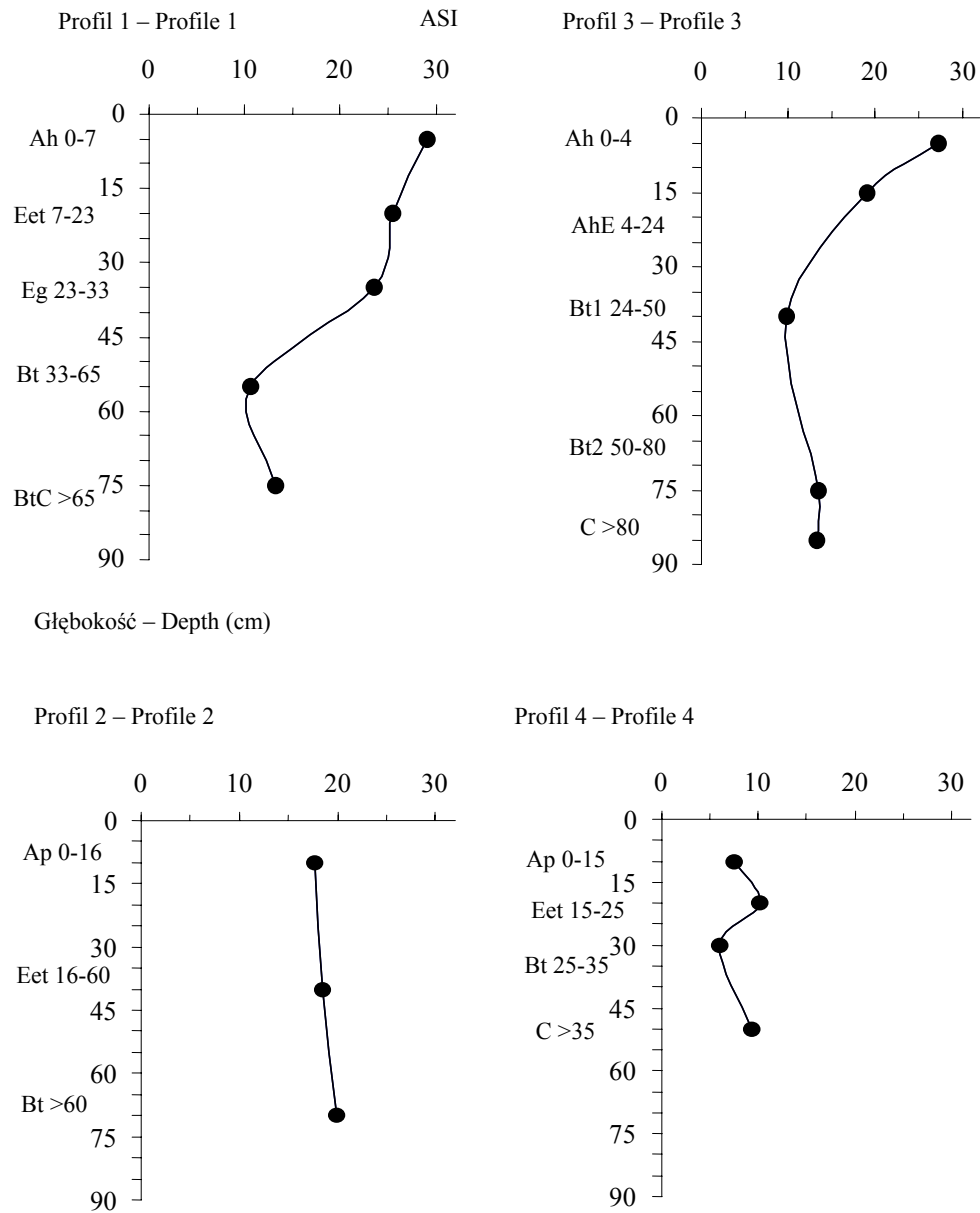 Profil 1 – Profile 1
ASI
0 10 20 30
0
Ah 0-7
15
Eet 7-23
30
Eg 23-33
45
Bt 33-65
60
75
BtC >65
90
Profil 3 – Profile 3
0 10 20 30
0
Ah 0-4
15
AhE 4-24
30
Bt1 24-50
45
60
Bt2 50-80
75
C >80
90
Głębokość – Depth (cm)
Profil 2 – Profile 2
0 10 20 30
0
Ap 0-16
15
30
Eet 16-60
45
60
Bt >60
75
90
Profil 4 – Profile 4
0 10 20 30
0
Ap 0-15
15
Eet 15-25
30
Bt 25-35
45
C >35
60
75
90